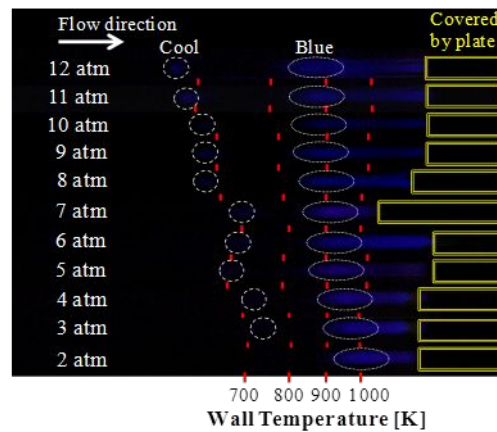 Flow direction
Covered
by plate
Cool
Blue
12 atm
11 atm
10 atm
9 atm
8 atm
7 atm
6 atm
5 atm
4 atm
3 atm
2 atm
700 800 900 1000
Wall Temperature [K]